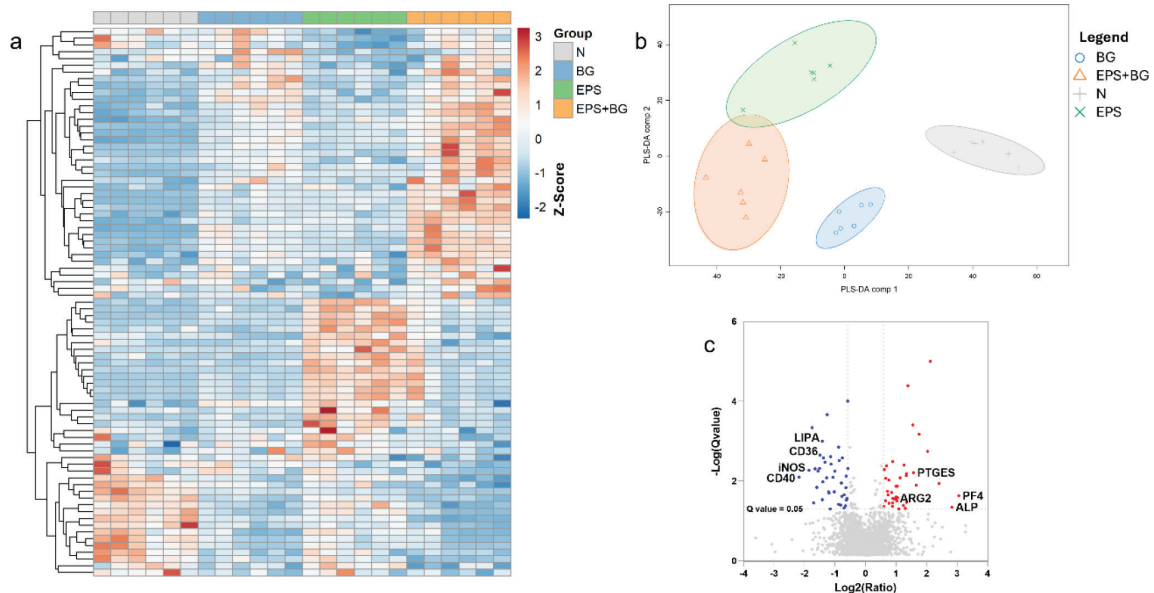 a
Group
N
BG
EPS
EPS+BG
3
2
1
0
-1
-2
Z-Score
b
PLS-DA comp 2
40
20
0
-20
40 20 0 20 40 60
PLS-DA comp 1
Legend
BG
EPS+BG
N
EPS
c
-Log(Qvalue)
6
4
2
0
LIPA
CD36
iNOS
CD40
PTGES
ARG2
PF4
ALP
Q value = 0.05
-4 -3 -2 -1 0 1 2 3 4
Log2(Ratio)